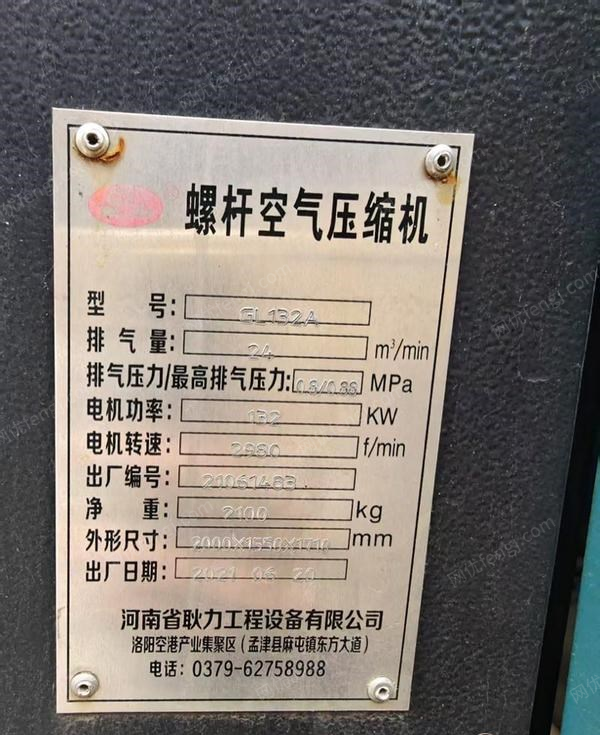 螺杆空气压缩机
型 号: GL132A
排 气 量: 24 m³/min
排气压力/最高排气压力: 0.8/0.88 MPa
电机功率: 132 KW
电机转速: 2980 f/min
出厂编号: 21061483
净 重: 2100 kg
外形尺寸: 2000×1550×1710 mm
出厂日期: 2021 06 20
河南省耿力工程设备有限公司
洛阳空港产业集聚区(孟津县麻屯镇东方大道)
电话: 0379-62758988